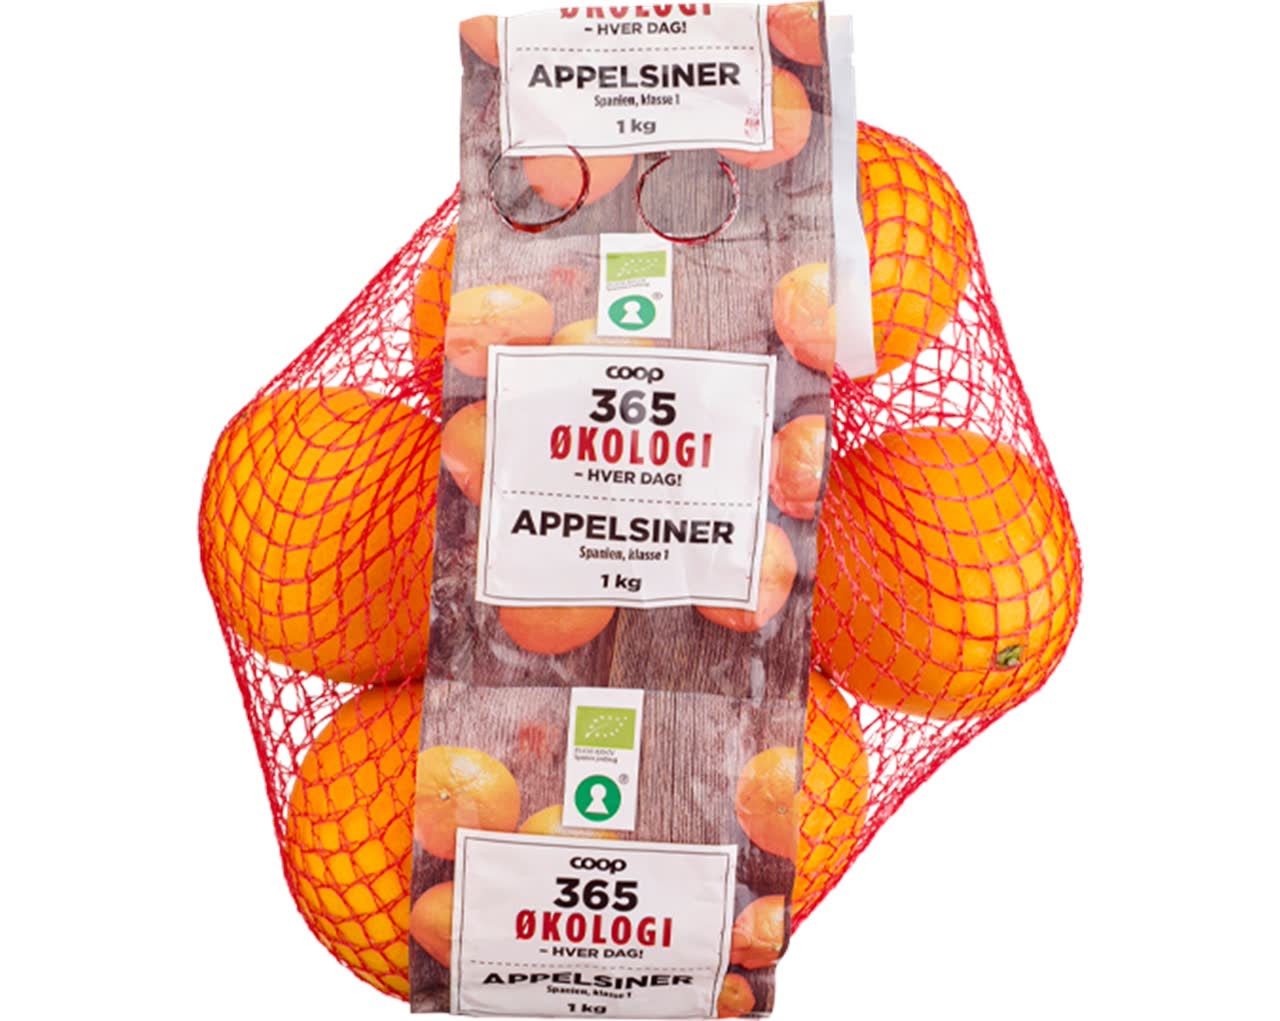 ØKOLOGI
– HVER DAG!
APPELSINER
Spanien, klasse 1
1 kg
®
coop
365
ØKOLOGI
– HVER DAG!
APPELSINER
Spanien, klasse 1
1 kg
®
coop
365
ØKOLOGI
– HVER DAG!
APPELSINER
Spanien, klasse 1
1 kg